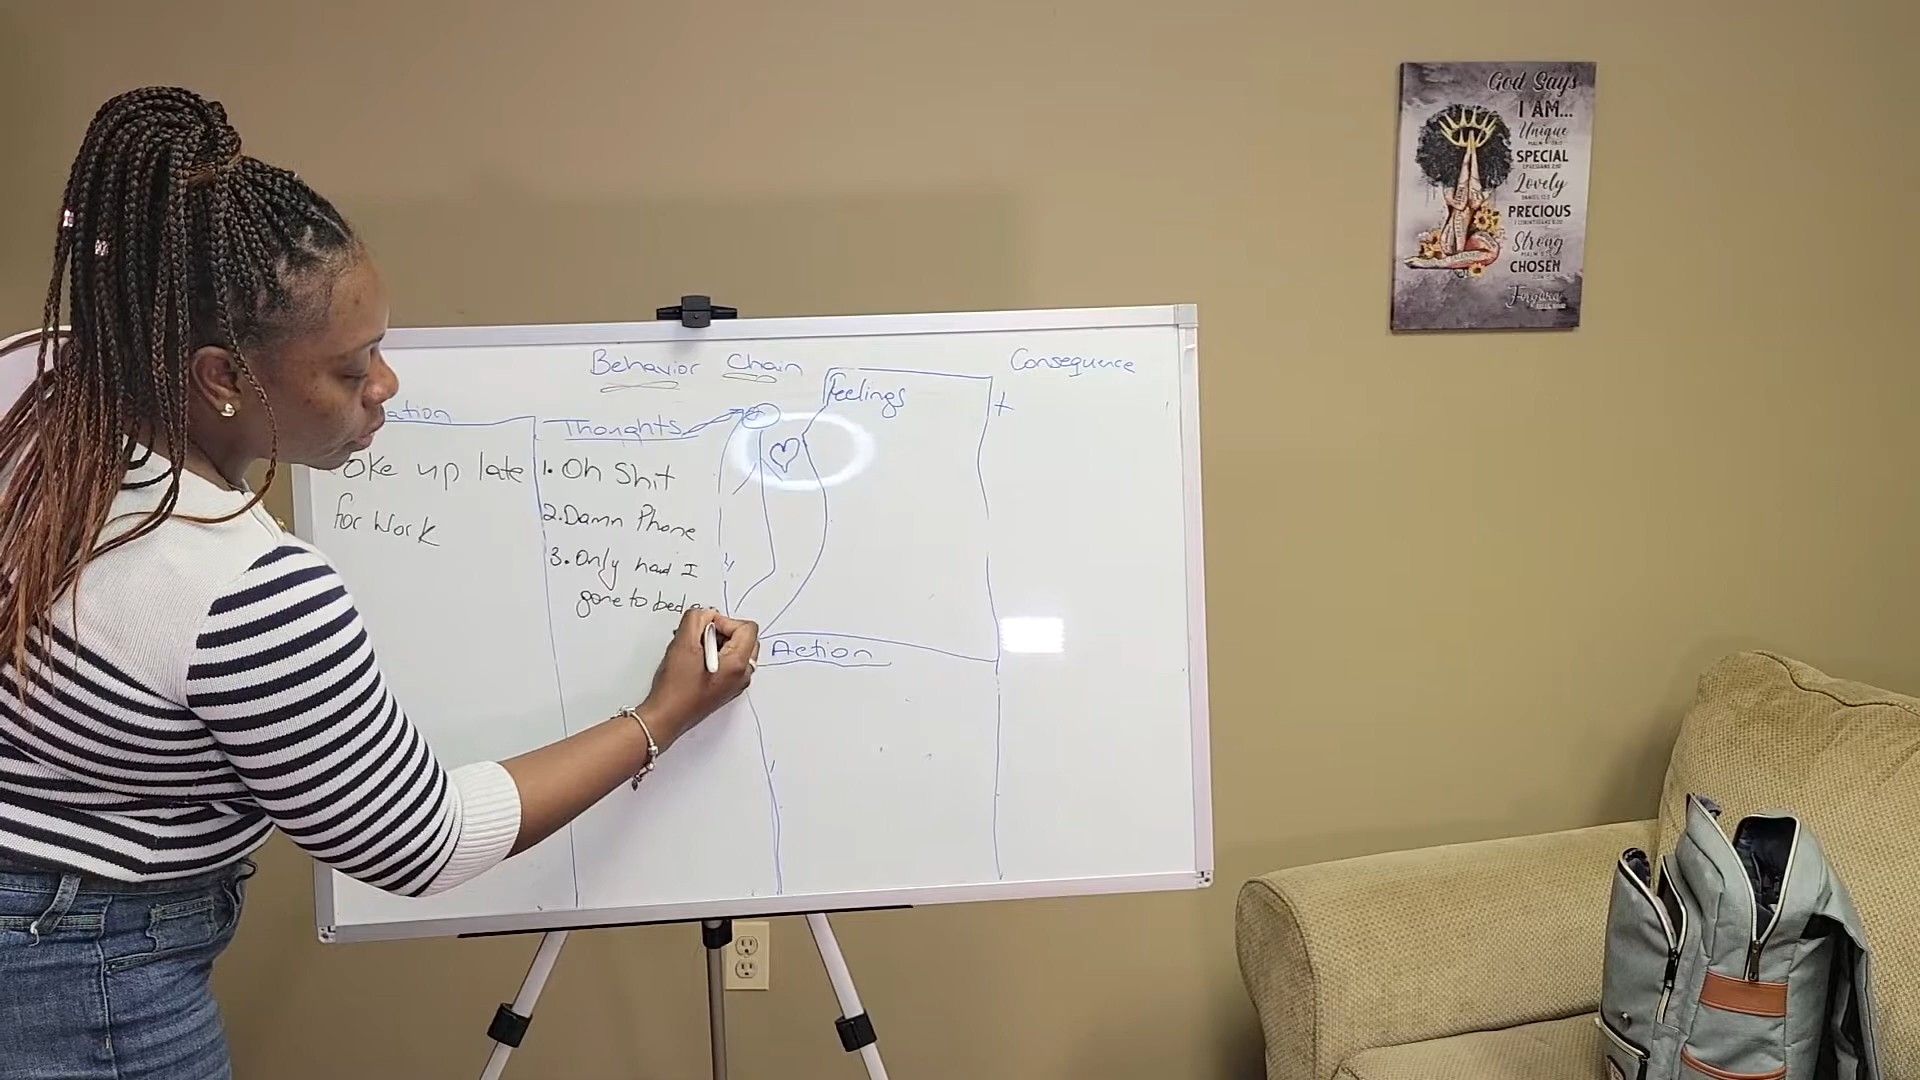 Behavior Chain
Consequence
Feelings
+
ation
Thoughts
oke up late
for Work
1. Oh Shit
2. Damn Phone
3. Only had I
gone to bed
Action
God Says
I AM...
Unique
SPECIAL
Lovely
PRECIOUS
Strong
CHOSEN
Forgiven